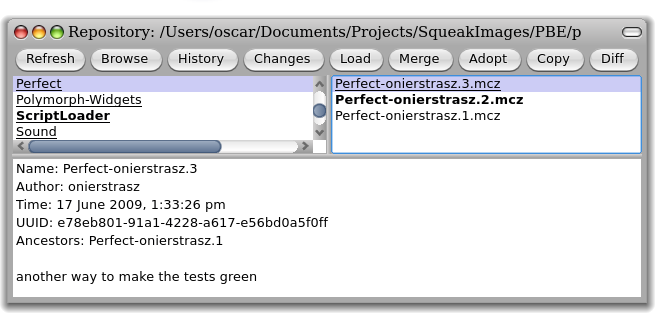 Repository: /Users/oscar/Documents/Projects/SqueakImages/PBE/p
Refresh Browse History Changes Load Merge Adopt Copy Diff
Perfect
Polymorph-Widgets
ScriptLoader
Sound
Perfect-onierstrasz.3.mcz
Perfect-onierstrasz.2.mcz
Perfect-onierstrasz.1.mcz
Name: Perfect-onierstrasz.3
Author: onierstrasz
Time: 17 June 2009, 1:33:26 pm
UUID: e78eb801-91a1-4228-a617-e56bd0a5f0ff
Ancestors: Perfect-onierstrasz.1
another way to make the tests green